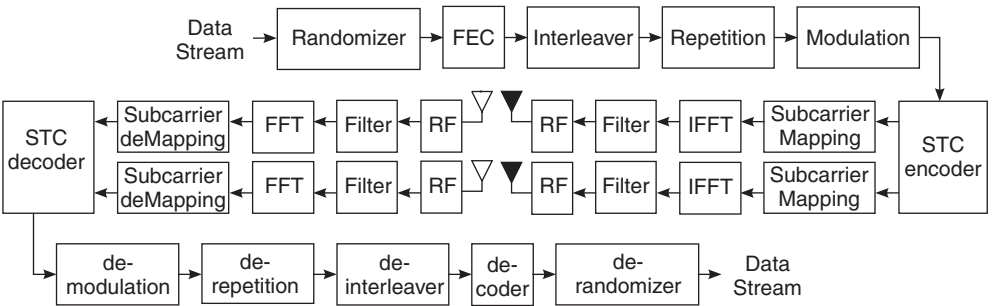 Data
Stream
Randomizer
FEC
Interleaver
Repetition
Modulation
STC
decoder
Subcarrier
deMapping
FFT
Filter
RF
RF
Filter
IFFT
Subcarrier
Mapping
STC
encoder
Subcarrier
deMapping
FFT
Filter
RF
RF
Filter
IFFT
Subcarrier
Mapping
de-
modulation
de-
repetition
de-
interleaver
de-
coder
de-
randomizer
Data
Stream